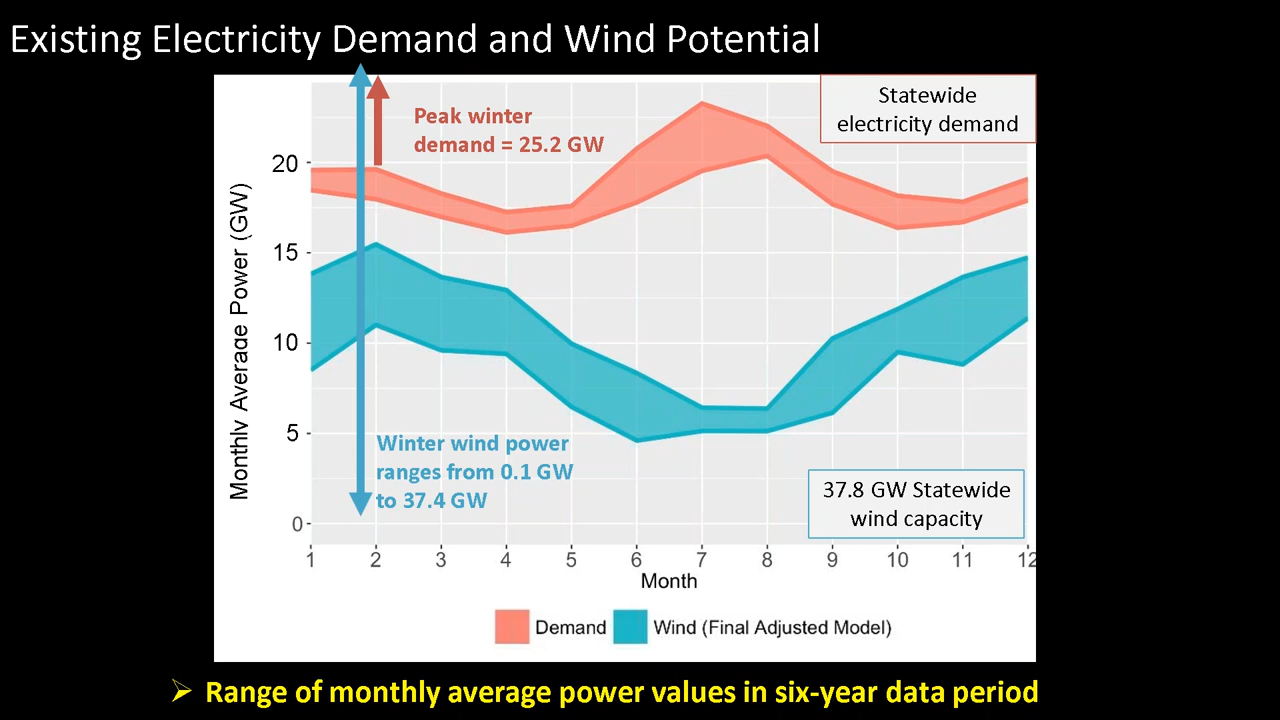 Existing Electricity Demand and Wind Potential
Peak winter
demand = 25.2 GW
Statewide
electricity demand
Monthly Average Power (GW)
20
15
10
5
0
Winter wind power
ranges from 0.1 GW
to 37.4 GW
37.8 GW Statewide
wind capacity
1 2 3 4 5 6 7 8 9 10 11 12
Month
Demand Wind (Final Adjusted Model)
➢ Range of monthly average power values in six-year data period